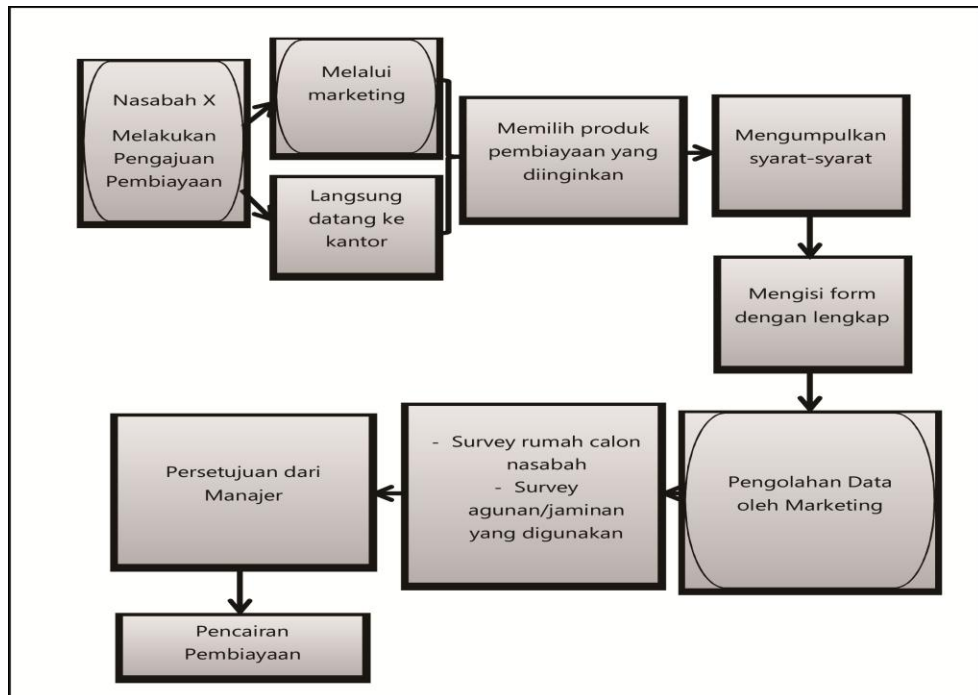 Nasabah X
Melakukan
Pengajuan
Pembiayaan
Melalui
marketing
Langsung
datang ke
kantor
Memilih produk
pembiayaan yang
diinginkan
Mengumpulkan
syarat-syarat
Mengisi form
dengan lengkap
Pengolahan Data
oleh Marketing
- Survey rumah calon
nasabah
- Survey
agunan/jaminan
yang digunakan
Persetujuan dari
Manajer
Pencairan
Pembiayaan